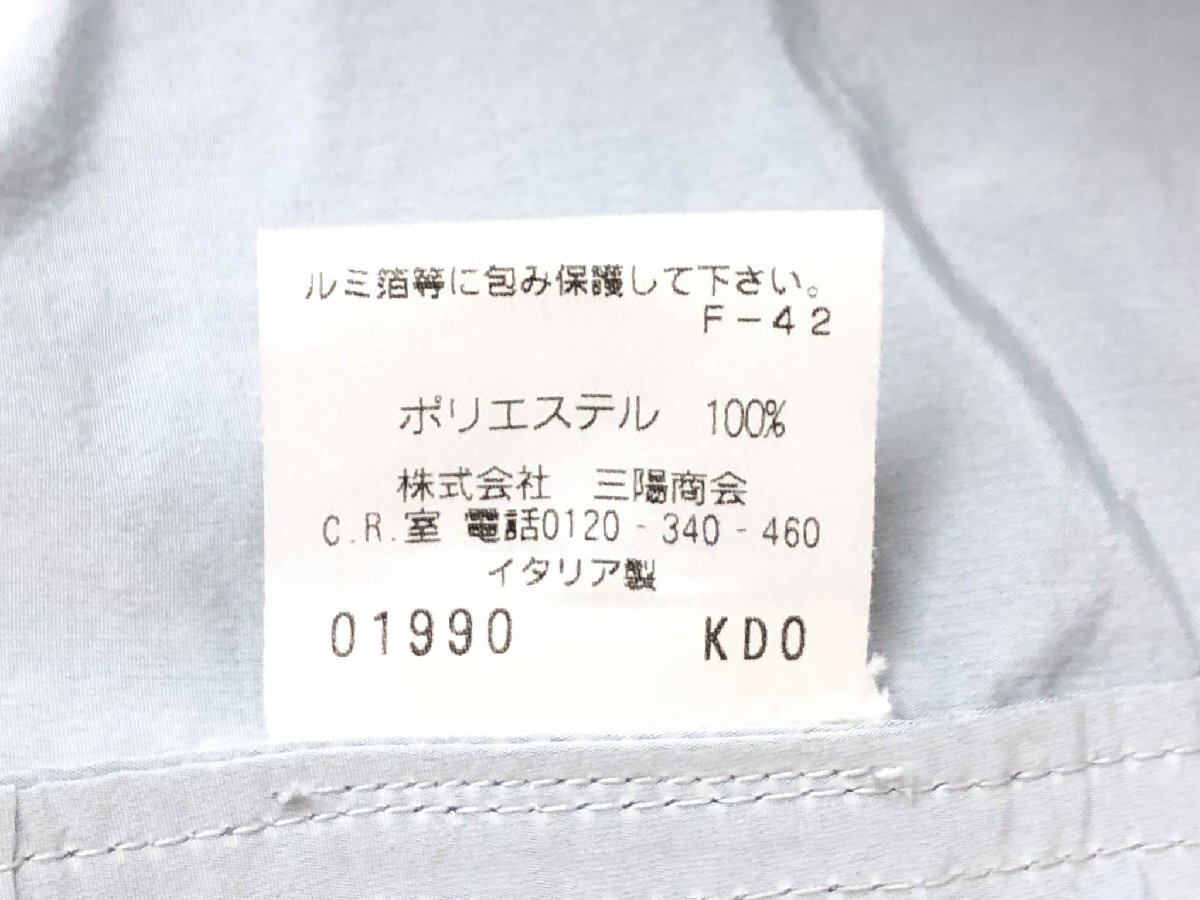 ルミ箔等に包み保護して下さい。
F－42
ポリエステル 100%
株式会社 三陽商会
C.R.室 電話0120-340-460
イタリア製
01990 KDO